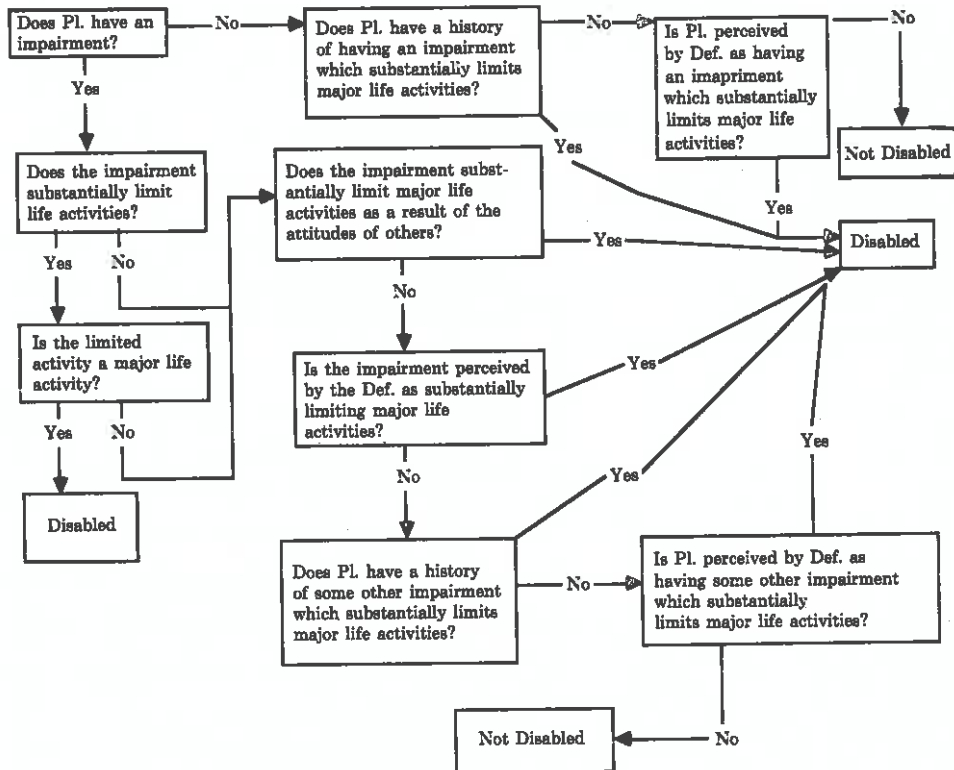 Does Pl. have an
impairment?
No
Does Pl. have a history
of having an impairment
which substantially limits
major life activities?
No
Is Pl. perceived
by Def. as having
an imapriment
which substantially
limits major life
activities?
No
Not Disabled
Yes
Yes
Yes
Does the impairment
substantially limit
life activities?
Yes
No
Does the impairment subst-
antially limit major life
activities as a result of the
attitudes of others?
Yes
Disabled
No
Is the limited
activity a major life
activity?
Yes
No
Disabled
Is the impairment perceived
by the Def. as substantially
limiting major life
activities?
Yes
No
Does Pl. have a history
of some other impairment
which substantially limits
major life activities?
Yes
No
Is Pl. perceived by Def. as
having some other impairment
which substantially
limits major life activities?
Yes
No
Not Disabled